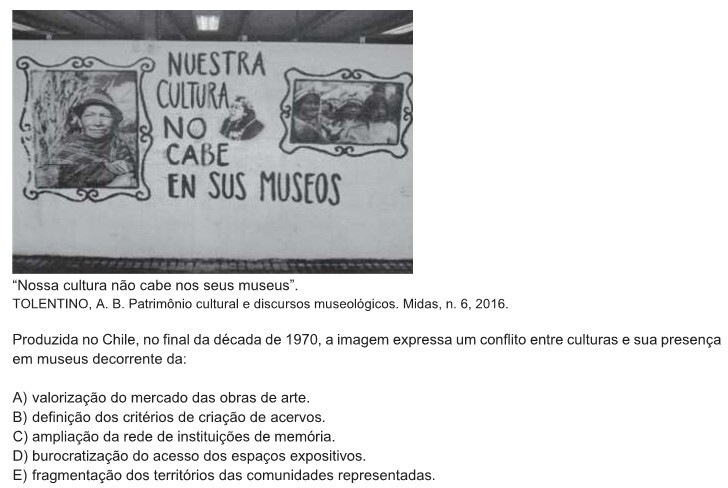 NUESTRA
CULTURA
NO
CABE
EN SUS MUSEOS
“Nossa cultura não cabe nos seus museus”.
TOLENTINO, A. B. Patrimônio cultural e discursos museológicos. Midas, n. 6, 2016.
Produzida no Chile, no final da década de 1970, a imagem expressa um conflito entre culturas e sua presença
em museus decorrente da:
A) valorização do mercado das obras de arte.
B) definição dos critérios de criação de acervos.
C) ampliação da rede de instituições de memória.
D) burocratização do acesso dos espaços expositivos.
E) fragmentação dos territórios das comunidades representadas.